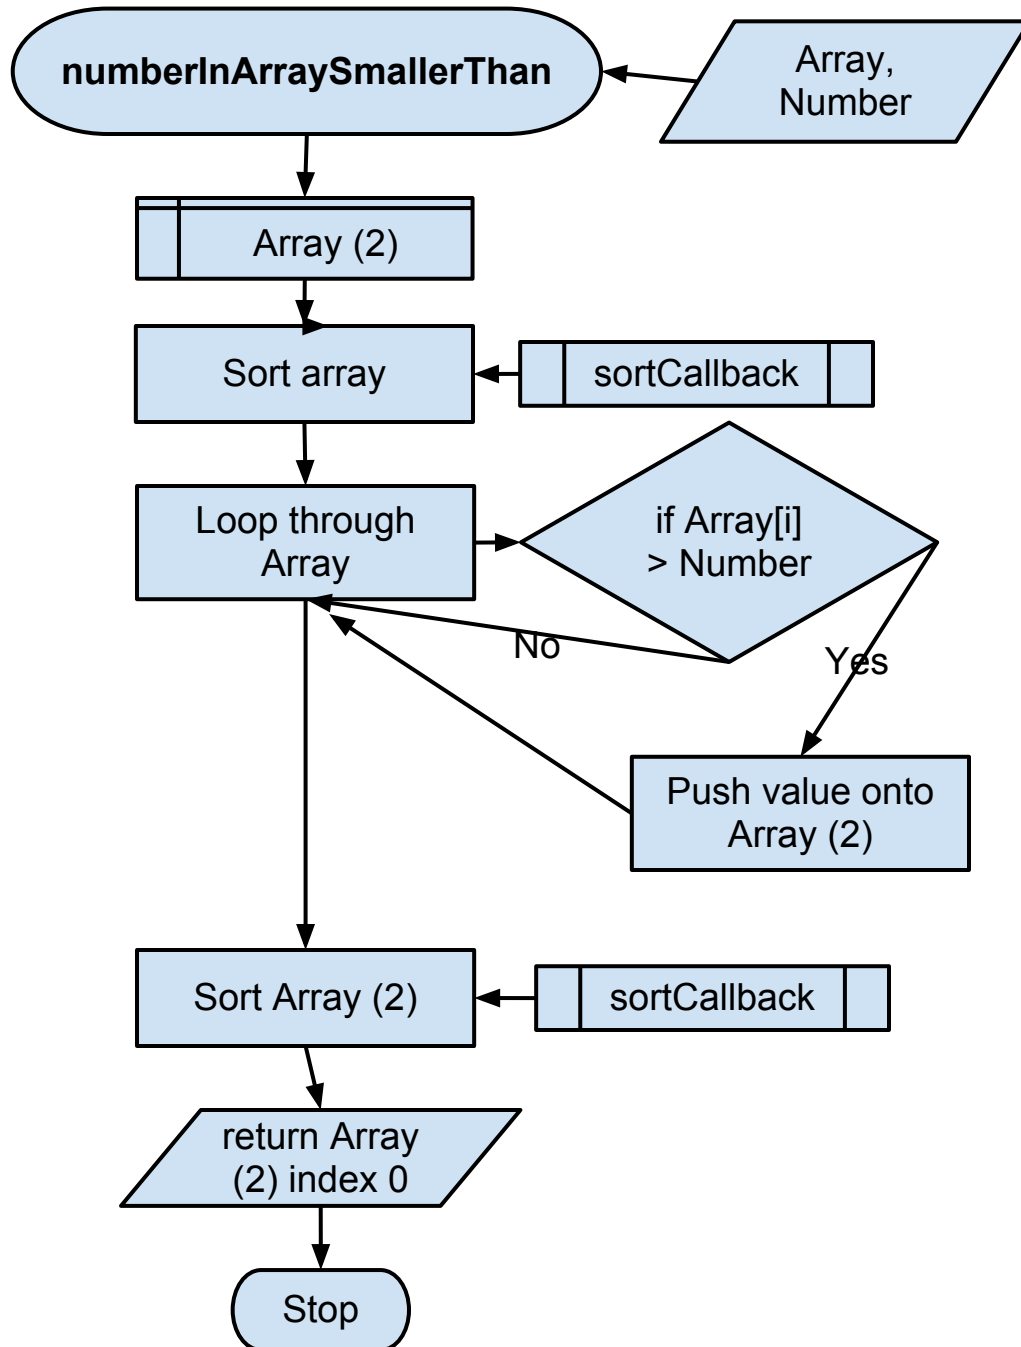 numberInArraySmallerThan
Array,
Number
Array (2)
Sort array
sortCallback
Loop through
Array
if Array[i]
> Number
No
Yes
Push value onto
Array (2)
Sort Array (2)
sortCallback
return Array
(2) index 0
Stop